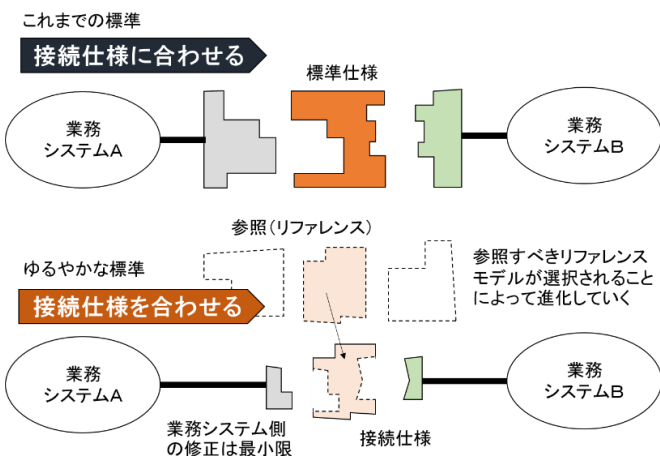 これまでの標準
接続仕様に合わせる
標準仕様
業務
システムA
業務
システムB
参照(リファレンス)
ゆるやかな標準
接続仕様を合わせる
参照すべきリファレンス
モデルが選択されること
によって進化していく
業務
システムA
業務
システムB
業務システム側
の修正は最小限
接続仕様